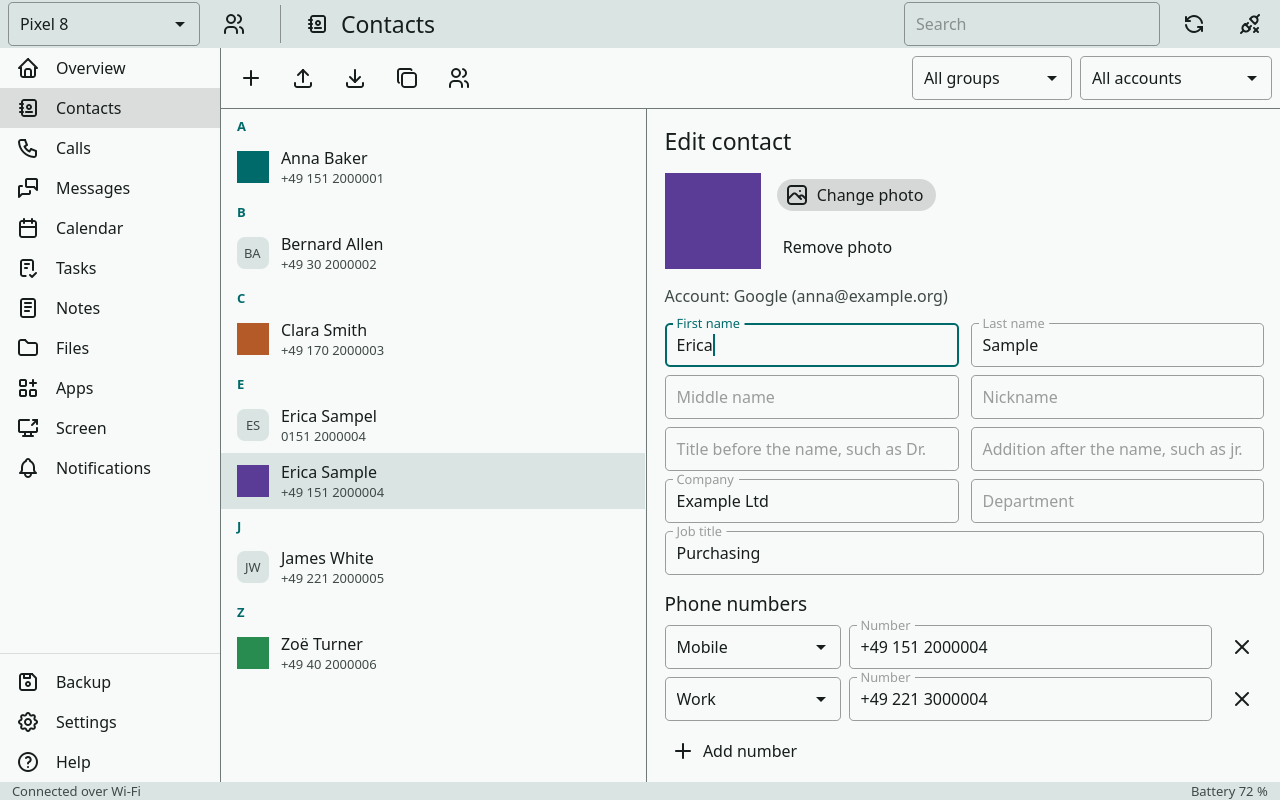 Pixel 8
Contacts
Search
Overview
Contacts
Calls
Messages
Calendar
Tasks
Notes
Files
Apps
Screen
Notifications
Backup
Settings
Help
All groups
All accounts
A
Anna Baker
+49 151 2000001
B
BA
Bernard Allen
+49 30 2000002
C
Clara Smith
+49 170 2000003
E
ES
Erica Sampel
0151 2000004
Erica Sample
+49 151 2000004
J
JW
James White
+49 221 2000005
Z
Zoë Turner
+49 40 2000006
Edit contact
Change photo
Remove photo
Account: Google (anna@example.org)
First name
Erica
Last name
Sample
Middle name
Nickname
Title before the name, such as Dr.
Addition after the name, such as jr.
Company
Example Ltd
Department
Job title
Purchasing
Phone numbers
Mobile
Number
+49 151 2000004
Work
Number
+49 221 3000004
Add number
Connected over Wi-Fi
Battery 72 %